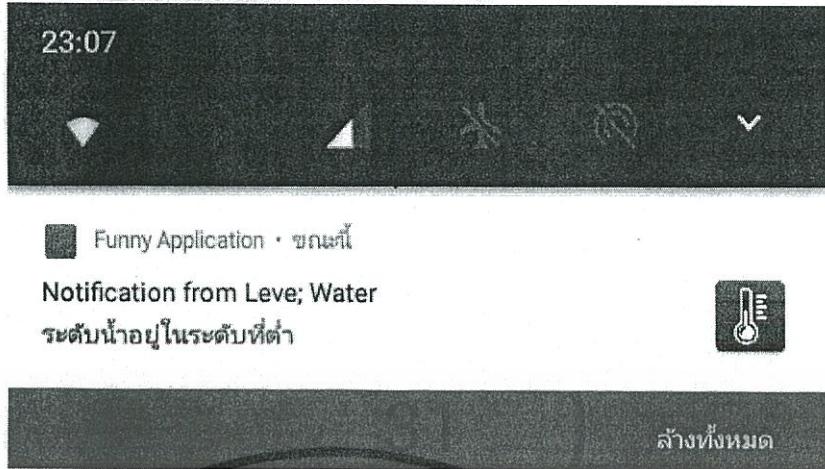 23:07
Funny Application · ขณะนี้
Notification from Leve; Water
ระดับน้ำอยู่ในระดับที่ต่ำ
ล้างทั้งหมด